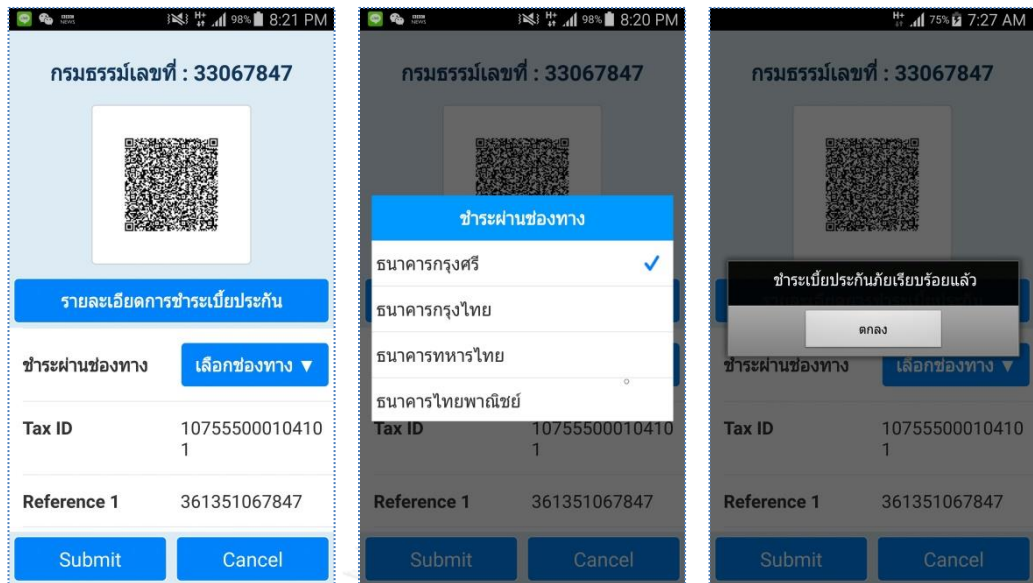 98% 8:21 PM
กรมธรรม์เลขที่ : 33067847
รายละเอียดการชำระเบี้ยประกัน
ชำระผ่านช่องทาง เลือกช่องทาง ▼
Tax ID 10755500010410
1
Reference 1 361351067847
Submit Cancel
98% 8:20 PM
กรมธรรม์เลขที่ : 33067847
ชำระผ่านช่องทาง
ธนาคารกรุงศรี
ธนาคารกรุงไทย
ธนาคารทหารไทย
ธนาคารไทยพาณิชย์
Tax ID 10755500010410
1
Reference 1 361351067847
Submit Cancel
75% 7:27 AM
กรมธรรม์เลขที่ : 33067847
ชำระเบี้ยประกันภัยเรียบร้อยแล้ว
ตกลง
ชำระผ่านช่องทาง เลือกช่องทาง ▼
Tax ID 10755500010410
1
Reference 1 361351067847
Submit Cancel